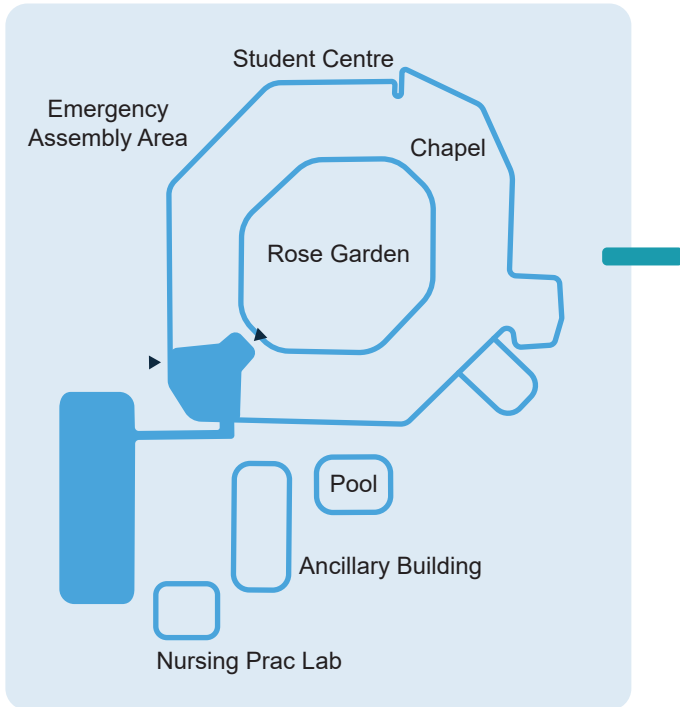 Student Centre
Emergency
Assembly Area
Chapel
Rose Garden
Pool
Ancillary Building
Nursing Prac Lab